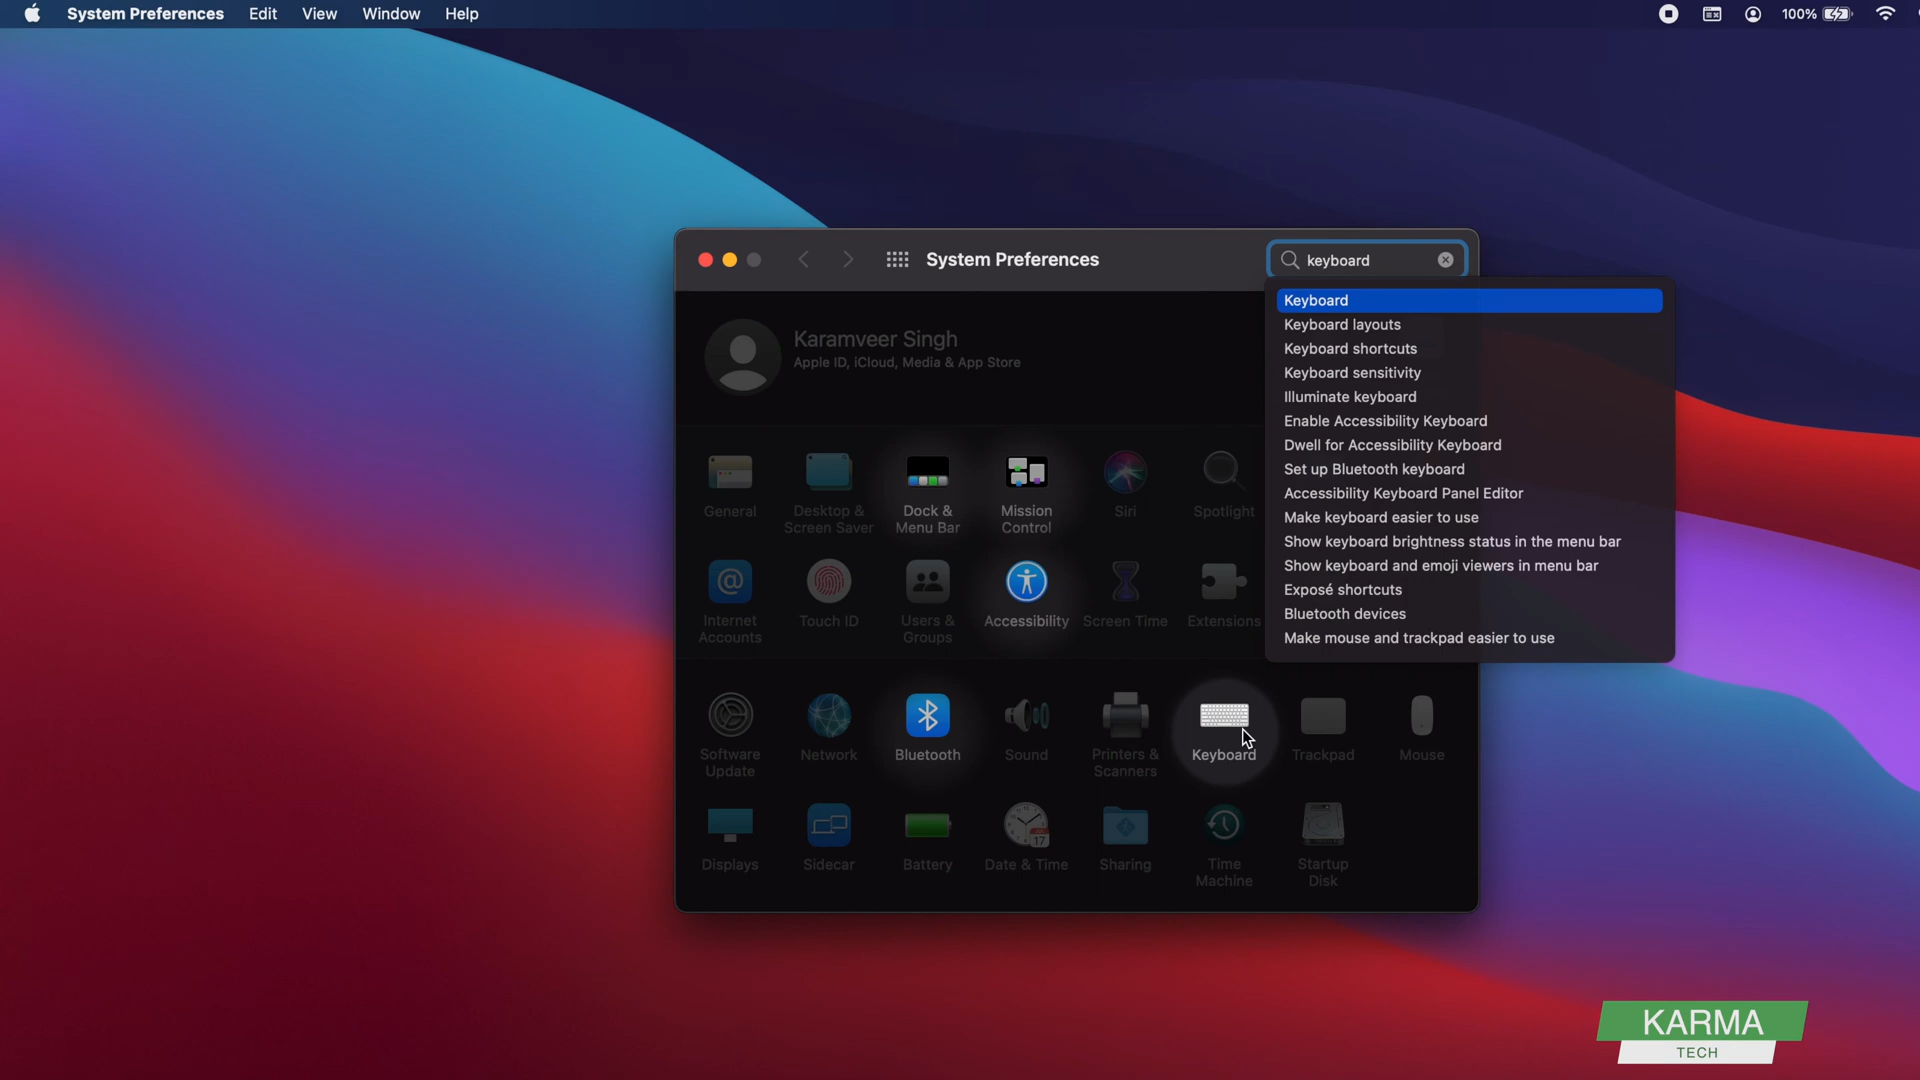 System Preferences Edit View Window Help
100%
System Preferences
keyboard
Karamveer Singh
Apple ID, iCloud, Media & App Store
Keyboard
Keyboard layouts
Keyboard shortcuts
Keyboard sensitivity
Illuminate keyboard
Enable Accessibility Keyboard
Dwell for Accessibility Keyboard
Set up Bluetooth keyboard
Accessibility Keyboard Panel Editor
Make keyboard easier to use
Show keyboard brightness status in the menu bar
Show keyboard and emoji viewers in menu bar
Exposé shortcuts
Bluetooth devices
Make mouse and trackpad easier to use
General
Desktop &
Screen Saver
Dock &
Menu Bar
Mission
Control
Siri
Spotlight
Internet
Accounts
Touch ID
Users &
Groups
Accessibility
Screen Time
Extensions
Software
Update
Network
Bluetooth
Sound
Printers &
Scanners
Keyboard
Trackpad
Mouse
Displays
Sidecar
Battery
17
Date & Time
Sharing
Time
Machine
Startup
Disk
KARMA
TECH